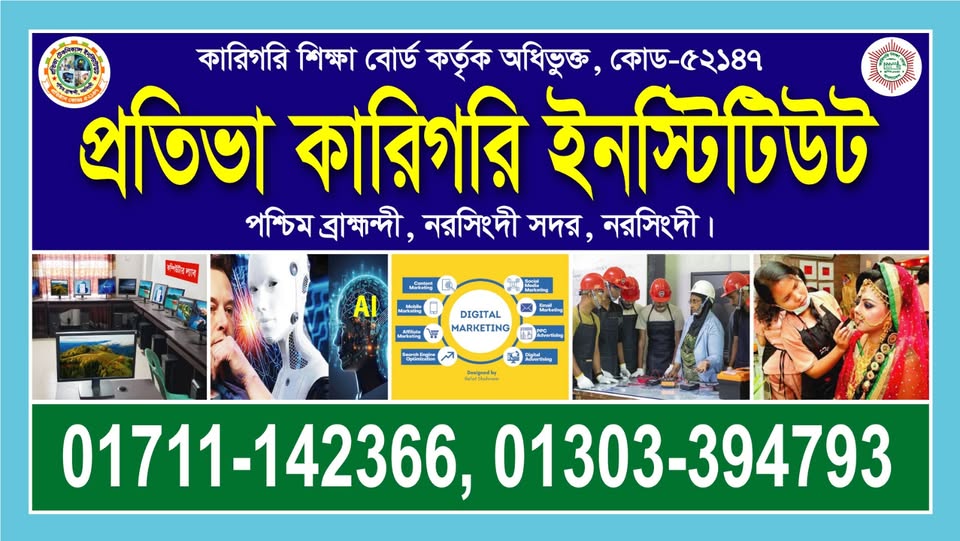 কারিগরি শিক্ষা বোর্ড কর্তৃক অধিভুক্ত, কোড-৫২১৪৭
প্রতিভা কারিগরি ইনস্টিটিউট
পশ্চিম ব্রাহ্মন্দী, নরসিংদী সদর, নরসিংদী।
কম্পিউটার ল্যাব
AI
Content Marketing
Social Media Marketing
Mobile Marketing
Email Marketing
DIGITAL MARKETING
Affiliate Marketing
PPC Advertising
Search Engine Optimization
Digital Advertising
Designed by
01711-142366, 01303-394793